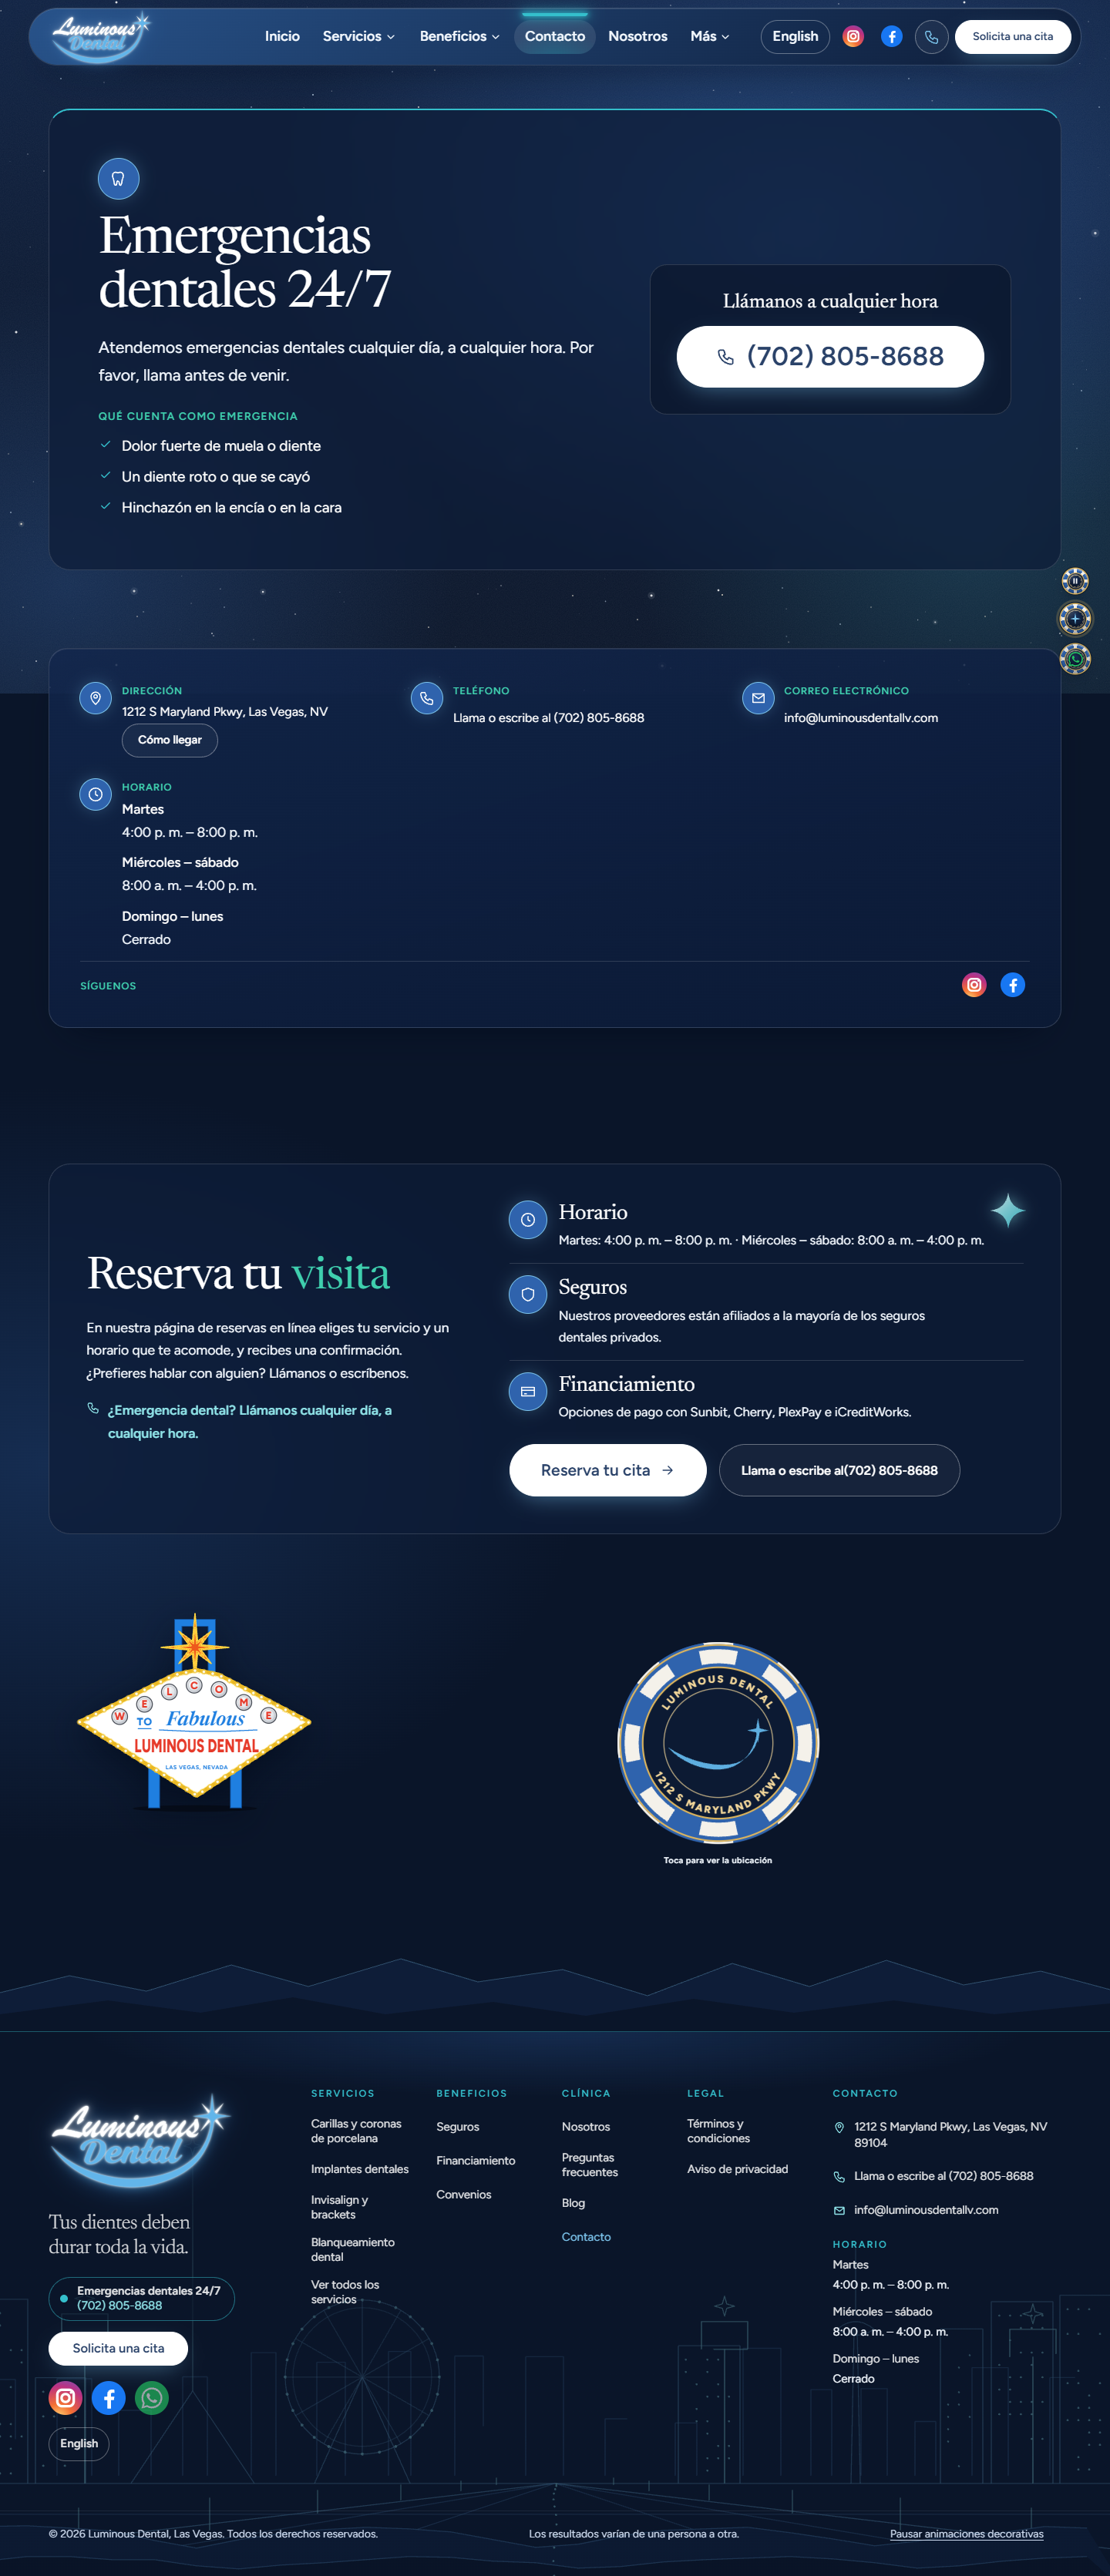 Luminous
Dental
Inicio
Servicios
Beneficios
Contacto
Nosotros
Más
English
Solicita una cita
Emergencias
dentales 24/7
Atendemos emergencias dentales cualquier día, a cualquier hora. Por
favor, llama antes de venir.
QUÉ CUENTA COMO EMERGENCIA
Dolor fuerte de muela o diente
Un diente roto o que se cayó
Hinchazón en la encía o en la cara
Llámanos a cualquier hora
(702) 805-8688
DIRECCIÓN
1212 S Maryland Pkwy, Las Vegas, NV
Cómo llegar
TELÉFONO
Llama o escribe al (702) 805-8688
CORREO ELECTRÓNICO
info@luminousdentallv.com
HORARIO
Martes
4:00 p. m. – 8:00 p. m.
Miércoles – sábado
8:00 a. m. – 4:00 p. m.
Domingo – lunes
Cerrado
SÍGUENOS
Reserva tu visita
En nuestra página de reservas en línea eliges tu servicio y un
horario que te acomode, y recibes una confirmación.
¿Prefieres hablar con alguien? Llámanos o escríbenos.
¿Emergencia dental? Llámanos cualquier día, a
cualquier hora.
Horario
Martes: 4:00 p. m. – 8:00 p. m. · Miércoles – sábado: 8:00 a. m. – 4:00 p. m.
Seguros
Nuestros proveedores están afiliados a la mayoría de los seguros
dentales privados.
Financiamiento
Opciones de pago con Sunbit, Cherry, PlexPay e iCreditWorks.
Reserva tu cita
Llama o escribe al(702) 805-8688
WELCOME
TO Fabulous
LUMINOUS DENTAL
LAS VEGAS, NEVADA
LUMINOUS DENTAL
1212 S MARYLAND PKWY
Toca para ver la ubicación
Luminous
Dental
Tus dientes deben
durar toda la vida.
Emergencias dentales 24/7
(702) 805-8688
Solicita una cita
English
SERVICIOS
Carillas y coronas
de porcelana
Implantes dentales
Invisalign y
brackets
Blanqueamiento
dental
Ver todos los
servicios
BENEFICIOS
Seguros
Financiamiento
Convenios
CLÍNICA
Nosotros
Preguntas
frecuentes
Blog
Contacto
LEGAL
Términos y
condiciones
Aviso de privacidad
CONTACTO
1212 S Maryland Pkwy, Las Vegas, NV
89104
Llama o escribe al (702) 805-8688
info@luminousdentallv.com
HORARIO
Martes
4:00 p. m. – 8:00 p. m.
Miércoles – sábado
8:00 a. m. – 4:00 p. m.
Domingo – lunes
Cerrado
© 2026 Luminous Dental, Las Vegas. Todos los derechos reservados.
Los resultados varían de una persona a otra.
Pausar animaciones decorativas